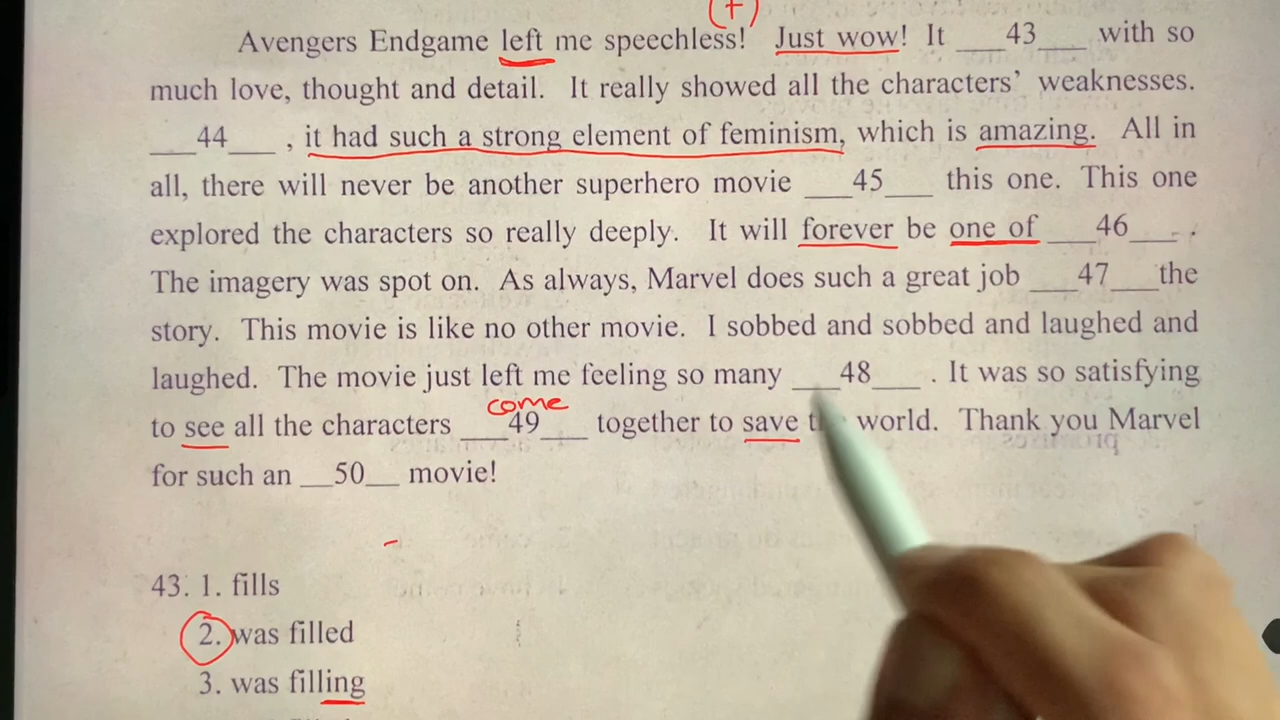 (+)
Avengers Endgame left me speechless! Just wow! It ___43___ with so
much love, thought and detail. It really showed all the characters' weaknesses.
___44___ , it had such a strong element of feminism, which is amazing. All in
all, there will never be another superhero movie ___45___ this one. This one
explored the characters so really deeply. It will forever be one of ___46___ .
The imagery was spot on. As always, Marvel does such a great job ___47___the
story. This movie is like no other movie. I sobbed and sobbed and laughed and
laughed. The movie just left me feeling so many ___48___ . It was so satisfying
come
to see all the characters ___49___ together to save world. Thank you Marvel
for such an __50__ movie!
43. 1. fills
2. was filled
3. was filling